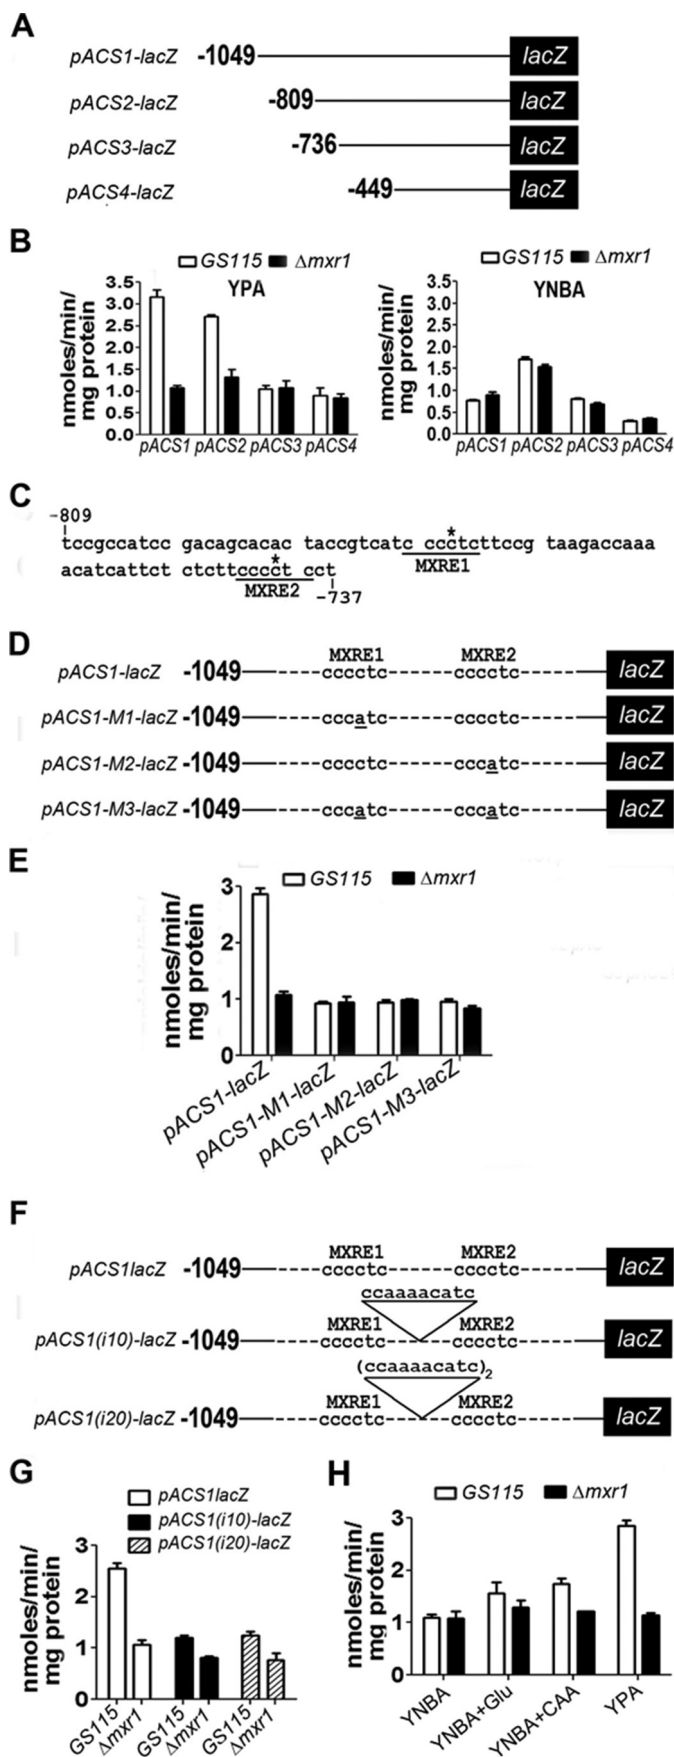 A
pACS1-lacZ -1049 lacZ
pACS2-lacZ -809 lacZ
pACS3-lacZ -736 lacZ
pACS4-lacZ -449 lacZ
B
GS115 Δmxr1
YPA
nmoles/min/
mg protein
3.5
3.0
2.5
2.0
1.5
1.0
0.5
0.0
pACS1 pACS2 pACS3 pACS4
GS115 Δmxr1
YNBA
nmoles/min/
mg protein
3.5
3.0
2.5
2.0
1.5
1.0
0.5
0.0
pACS1 pACS2 pACS3 pACS4
C
-809
*
tccgccatcc gacagcacac taccgtcatc ccctcttccg taagaccaaa
MXRE1
*
acatcattct ctcttcccct cct
MXRE2
-737
D
MXRE1 MXRE2
pACS1-lacZ -1049 cccctc cccctc lacZ
pACS1-M1-lacZ -1049 cccatc cccctc lacZ
pACS1-M2-lacZ -1049 cccctc cccatc lacZ
pACS1-M3-lacZ -1049 cccatc cccatc lacZ
E
GS115 Δmxr1
nmoles/min/
mg protein
3
2
1
0
pACS1-lacZ
pACS1-M1-lacZ
pACS1-M2-lacZ
pACS1-M3-lacZ
F
MXRE1 MXRE2
pACS1lacZ -1049 cccctc cccctc lacZ
ccaaaacatc
MXRE1 MXRE2
pACS1(i10)-lacZ -1049 cccctc cccctc lacZ
(ccaaaacatc)2
MXRE1 MXRE2
pACS1(i20)-lacZ -1049 cccctc cccctc lacZ
G
pACS1lacZ
pACS1(i10)-lacZ
pACS1(i20)-lacZ
nmoles/min/
mg protein
3
2
1
0
GS115 Δmxr1 GS115 Δmxr1 GS115 Δmxr1
H
GS115 Δmxr1
nmoles/min/
mg protein
3
2
1
0
YNBA YNBA+Glu YNBA+CAA YPA